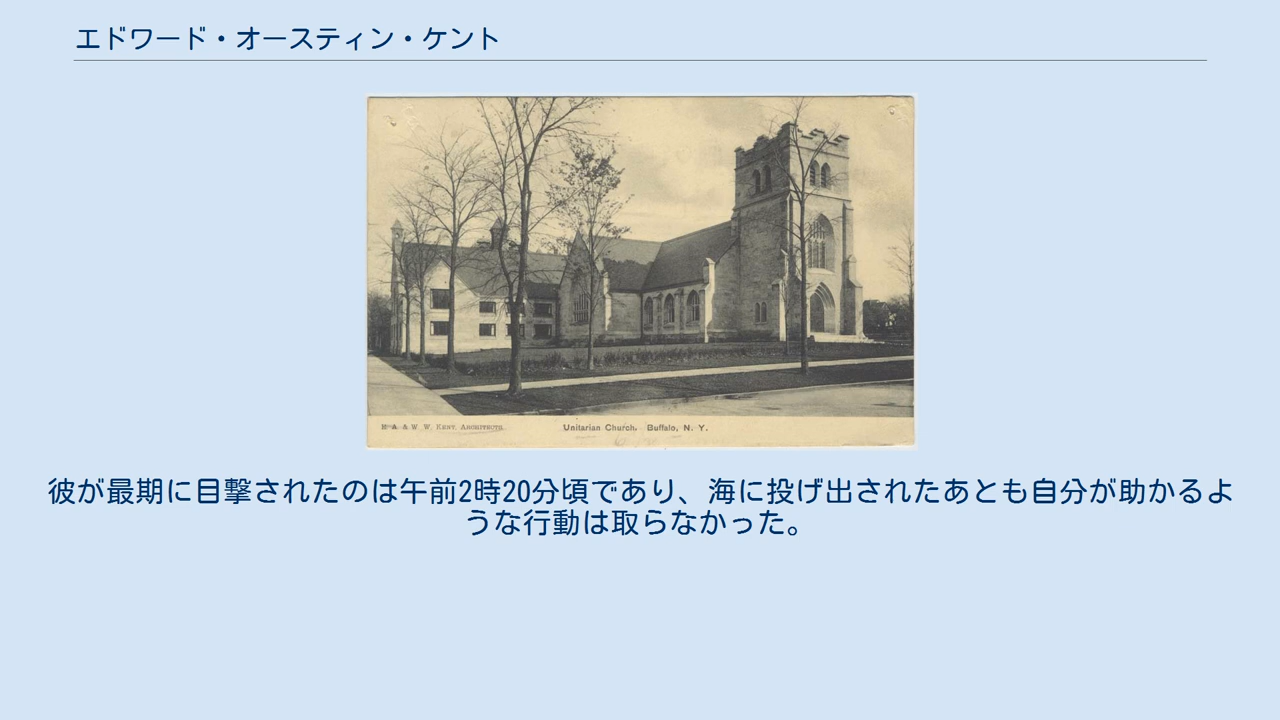 エドワード・オースティン・ケント
E. A. & W. W. Kent, Architects.
Unitarian Church. Buffalo, N. Y.
彼が最期に目撃されたのは午前2時20分頃であり、海に投げ出されたあとも自分が助かるよ
うな行動は取らなかった。